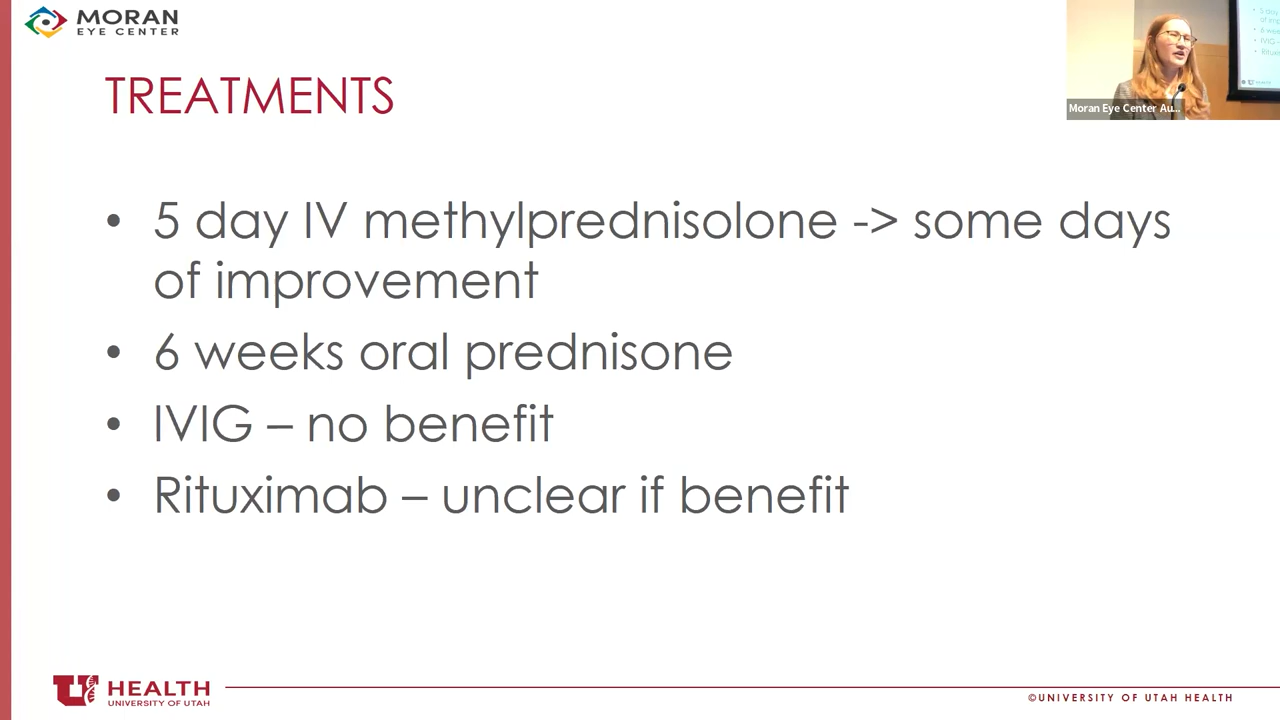 MORAN
EYE CENTER
Moran Eye Center Au...
TREATMENTS
• 5 day IV methylprednisolone -> some days
of improvement
• 6 weeks oral prednisone
• IVIG – no benefit
• Rituximab – unclear if benefit
U HEALTH
UNIVERSITY OF UTAH
©UNIVERSITY OF UTAH HEALTH